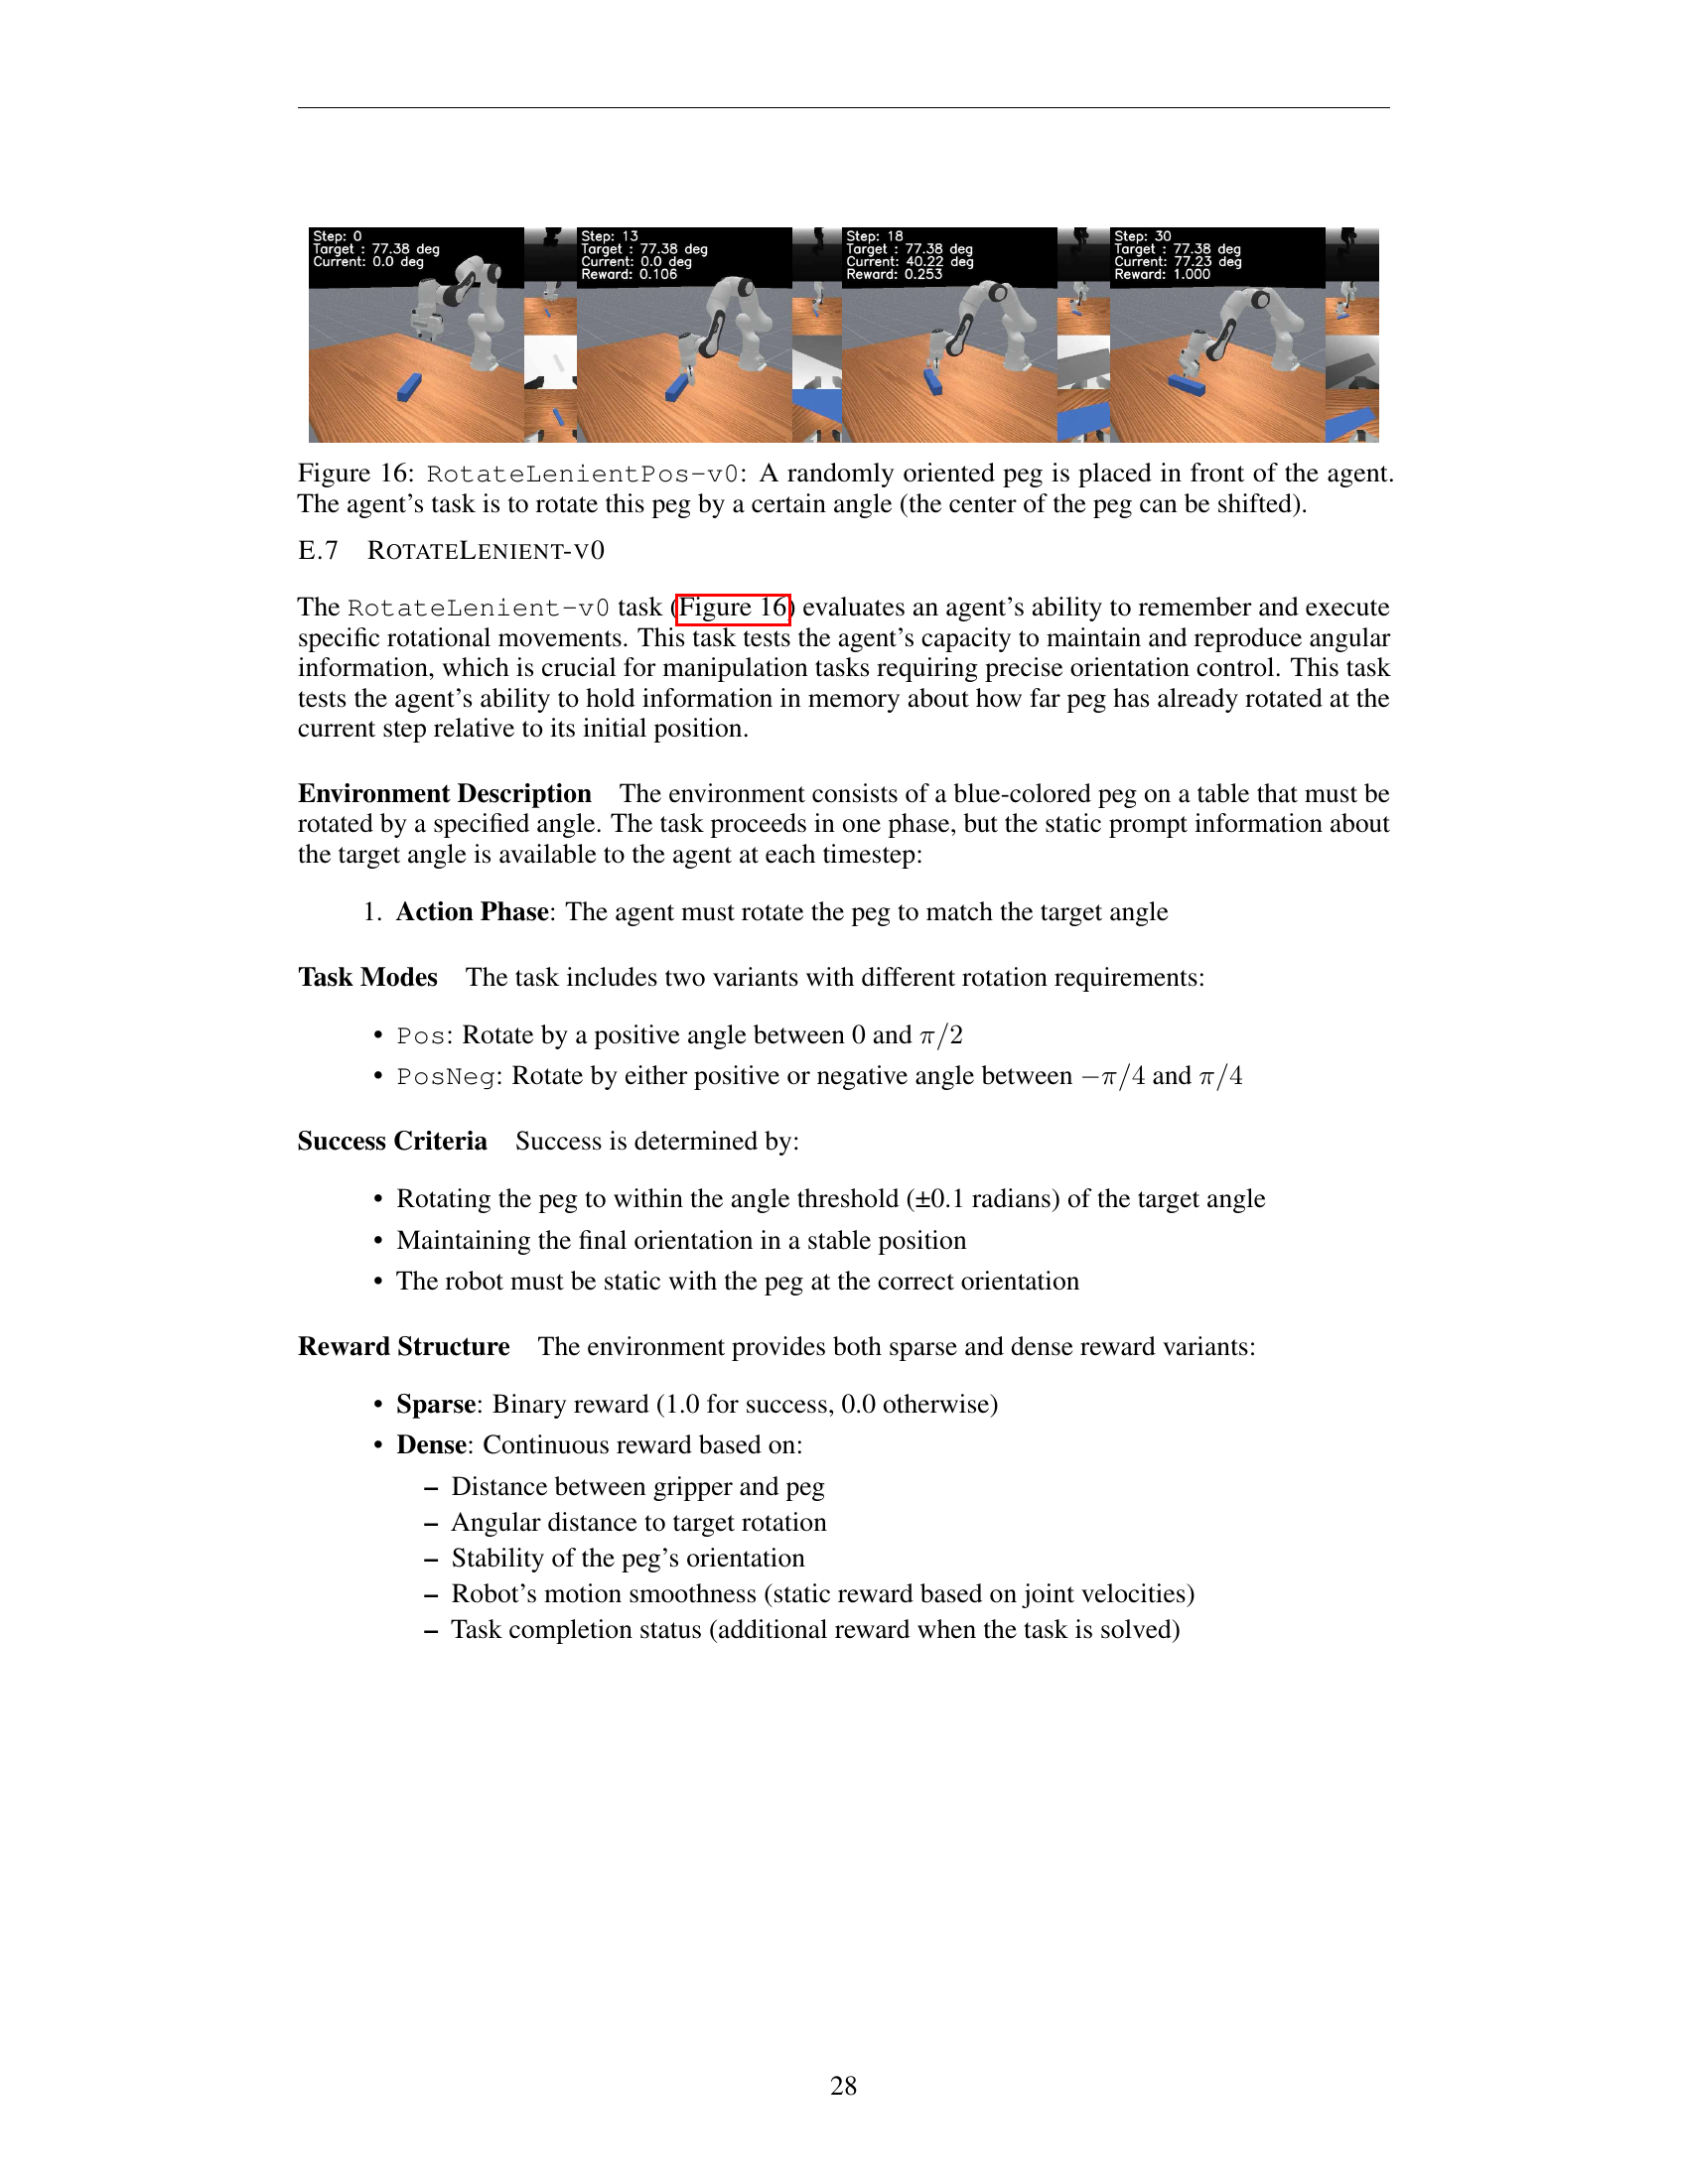 Step: 0
Target : 77.38 deg
Current: 0.0 deg
Step: 13
Target : 77.38 deg
Current: 0.0 deg
Reward: 0.106
Step: 18
Target : 77.38 deg
Current: 40.22 deg
Reward: 0.253
Step: 30
Target : 77.38 deg
Current: 77.23 deg
Reward: 1.000
Figure 16: RotateLenientPos-v0: A randomly oriented peg is placed in front of the agent.
The agent's task is to rotate this peg by a certain angle (the center of the peg can be shifted).
E.7 ROTATELENIENT-V0
The RotateLenient-v0 task (Figure 16) evaluates an agent's ability to remember and execute
specific rotational movements. This task tests the agent's capacity to maintain and reproduce angular
information, which is crucial for manipulation tasks requiring precise orientation control. This task
tests the agent's ability to hold information in memory about how far peg has already rotated at the
current step relative to its initial position.
Environment Description The environment consists of a blue-colored peg on a table that must be
rotated by a specified angle. The task proceeds in one phase, but the static prompt information about
the target angle is available to the agent at each timestep:
1. Action Phase: The agent must rotate the peg to match the target angle
Task Modes The task includes two variants with different rotation requirements:
• Pos: Rotate by a positive angle between 0 and π/2
• PosNeg: Rotate by either positive or negative angle between −π/4 and π/4
Success Criteria Success is determined by:
• Rotating the peg to within the angle threshold (±0.1 radians) of the target angle
• Maintaining the final orientation in a stable position
• The robot must be static with the peg at the correct orientation
Reward Structure The environment provides both sparse and dense reward variants:
• Sparse: Binary reward (1.0 for success, 0.0 otherwise)
• Dense: Continuous reward based on:
– Distance between gripper and peg
– Angular distance to target rotation
– Stability of the peg's orientation
– Robot's motion smoothness (static reward based on joint velocities)
– Task completion status (additional reward when the task is solved)
28